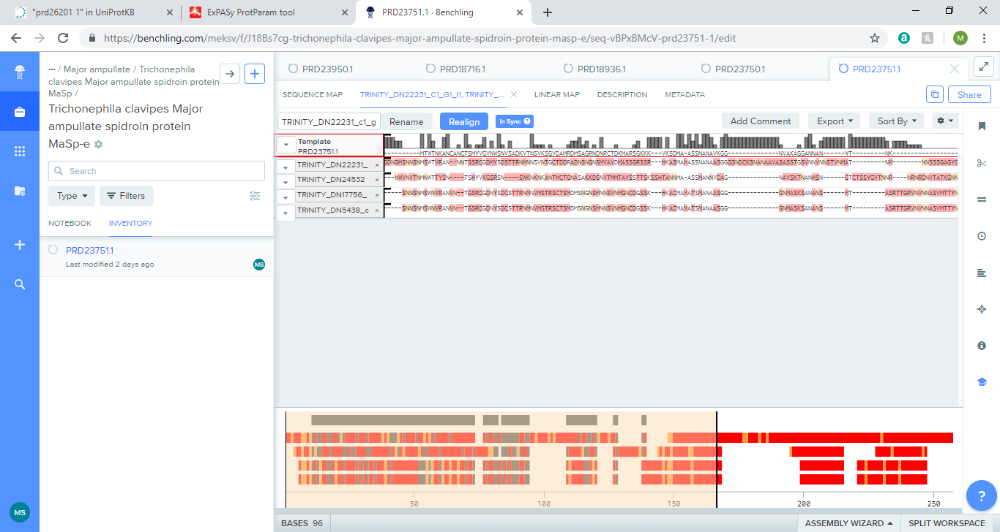 "prd26201 1" in UniProtKB
ExPASy ProtParam tool
PRD23751.1 · Benchling
https://benchling.com/meksv/f/J18Bs7cg-trichonephila-clavipes-major-ampullate-spidroin-protein-masp-e/seq-vBPxBMcV-prd23751-1/edit
M
··· / Major ampullate / Trichonephila
clavipes Major ampullate spidroin protein
MaSp /
Trichonephila clavipes Major
ampullate spidroin protein
MaSp-e
Search
Type
Filters
NOTEBOOK
INVENTORY
PRD23751.1
Last modified 2 days ago
MS
MS
PRD23950.1
PRD18716.1
PRD18936.1
PRD23750.1
PRD23751.1
SEQUENCE MAP
TRINITY_DN22231_C1_G1_I1, TRINITY_...
LINEAR MAP
DESCRIPTION
METADATA
Share
TRINITY_DN22231_c1_g
Rename
Realign
In Sync
Add Comment
Export
Sort By
Template
PRD23751.1
TRINITY_DN22231_
TRINITY_DN24532
TRINITY_DN17756_
TRINITY_DN5438_c
50
100
150
200
250
BASES 96
ASSEMBLY WIZARD
SPLIT WORKSPACE
?